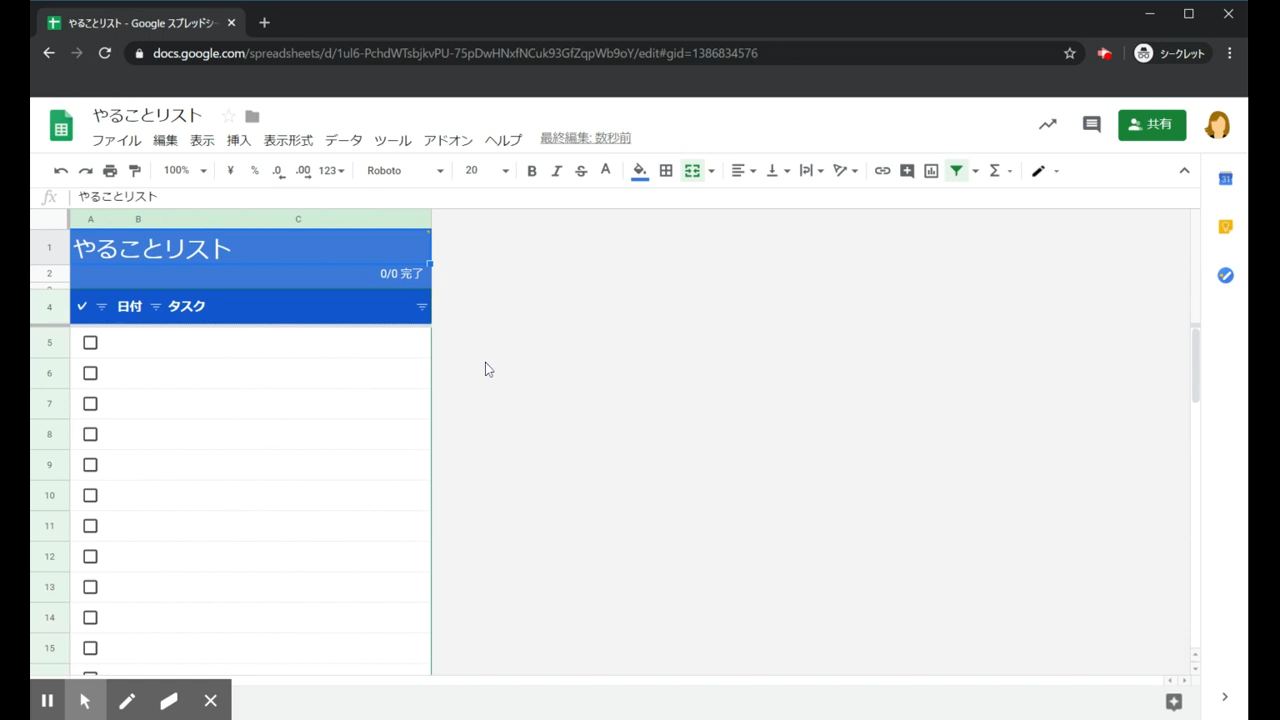 やることリスト - Google スプレッドシー
docs.google.com/spreadsheets/d/1ul6-PchdWTsbjkvPU-75pDwHNxfNCuk93GfZqpWb9oY/edit#gid=1386834576
シークレット
やることリスト
ファイル 編集 表示 挿入 表示形式 データ ツール アドオン ヘルプ 最終編集: 数秒前
共有
100% ¥ % .0 .00 123 Roboto 20 B I S A Σ
fx やることリスト
A B C
1 やることリスト
2 0/0 完了
4 ✓ 日付 タスク
5
6
7
8
9
10
11
12
13
14
15
31